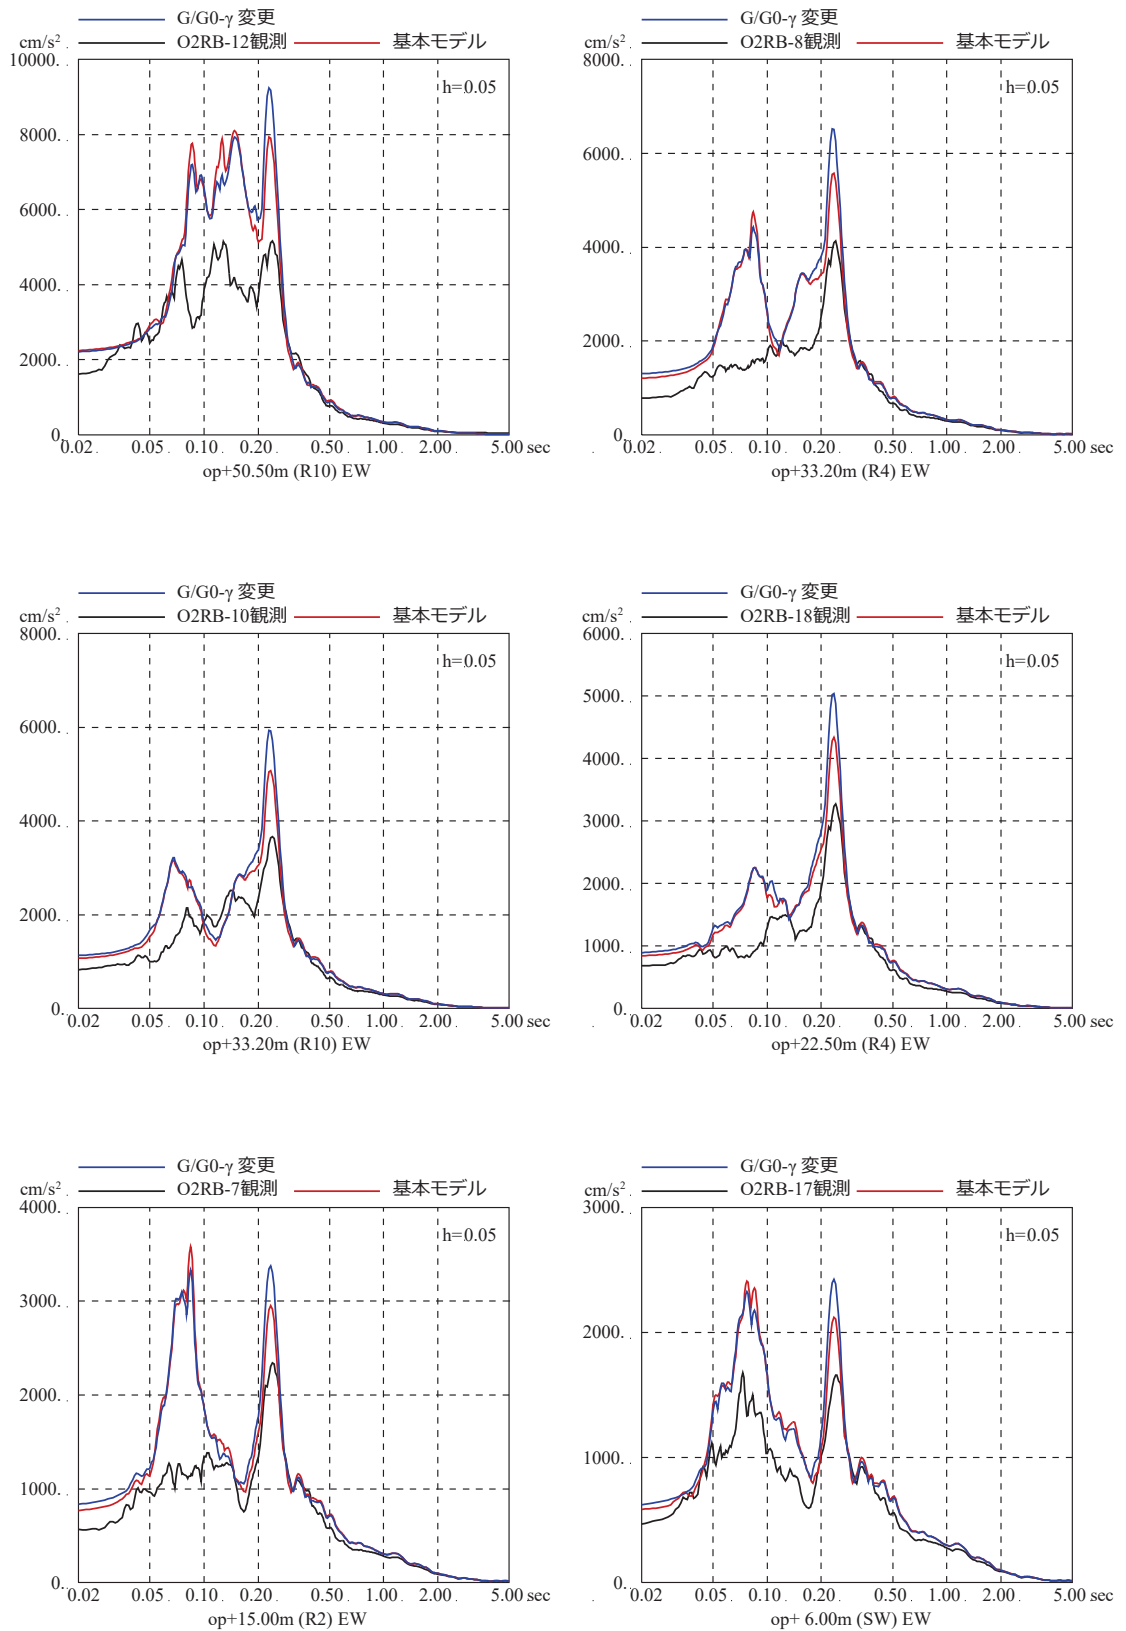 G/G0-γ 変更
cm/s² O2RB-12観測 基本モデル
10000.
h=0.05
8000.
6000.
4000.
2000.
0.
0.02 0.05 0.10 0.20 0.50 1.00 2.00 5.00 sec
op+50.50m (R10) EW
G/G0-γ 変更
cm/s² O2RB-8観測 基本モデル
8000.
h=0.05
6000.
4000.
2000.
0.
0.02 0.05 0.10 0.20 0.50 1.00 2.00 5.00 sec
op+33.20m (R4) EW
G/G0-γ 変更
cm/s² O2RB-10観測 基本モデル
8000.
h=0.05
6000.
4000.
2000.
0.
0.02 0.05 0.10 0.20 0.50 1.00 2.00 5.00 sec
op+33.20m (R10) EW
G/G0-γ 変更
cm/s² O2RB-18観測 基本モデル
6000.
h=0.05
5000.
4000.
3000.
2000.
1000.
0.
0.02 0.05 0.10 0.20 0.50 1.00 2.00 5.00 sec
op+22.50m (R4) EW
G/G0-γ 変更
cm/s² O2RB-7観測 基本モデル
4000.
h=0.05
3000.
2000.
1000.
0.
0.02 0.05 0.10 0.20 0.50 1.00 2.00 5.00 sec
op+15.00m (R2) EW
G/G0-γ 変更
cm/s² O2RB-17観測 基本モデル
3000.
h=0.05
2000.
1000.
0.
0.02 0.05 0.10 0.20 0.50 1.00 2.00 5.00 sec
op+ 6.00m (SW) EW